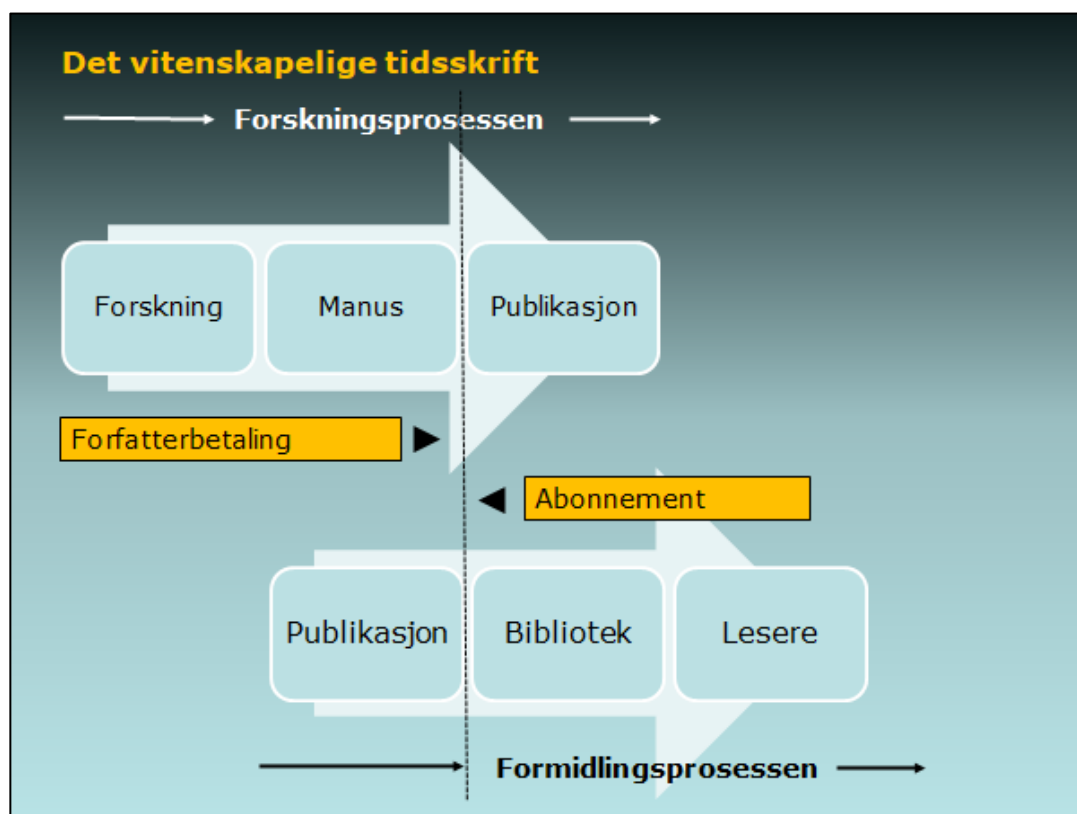 Det vitenskapelige tidsskrift
Forskningsprosessen
Forskning
Manus
Publikasjon
Forfatterbetaling
Abonnement
Publikasjon
Bibliotek
Lesere
Formidlingsprosessen